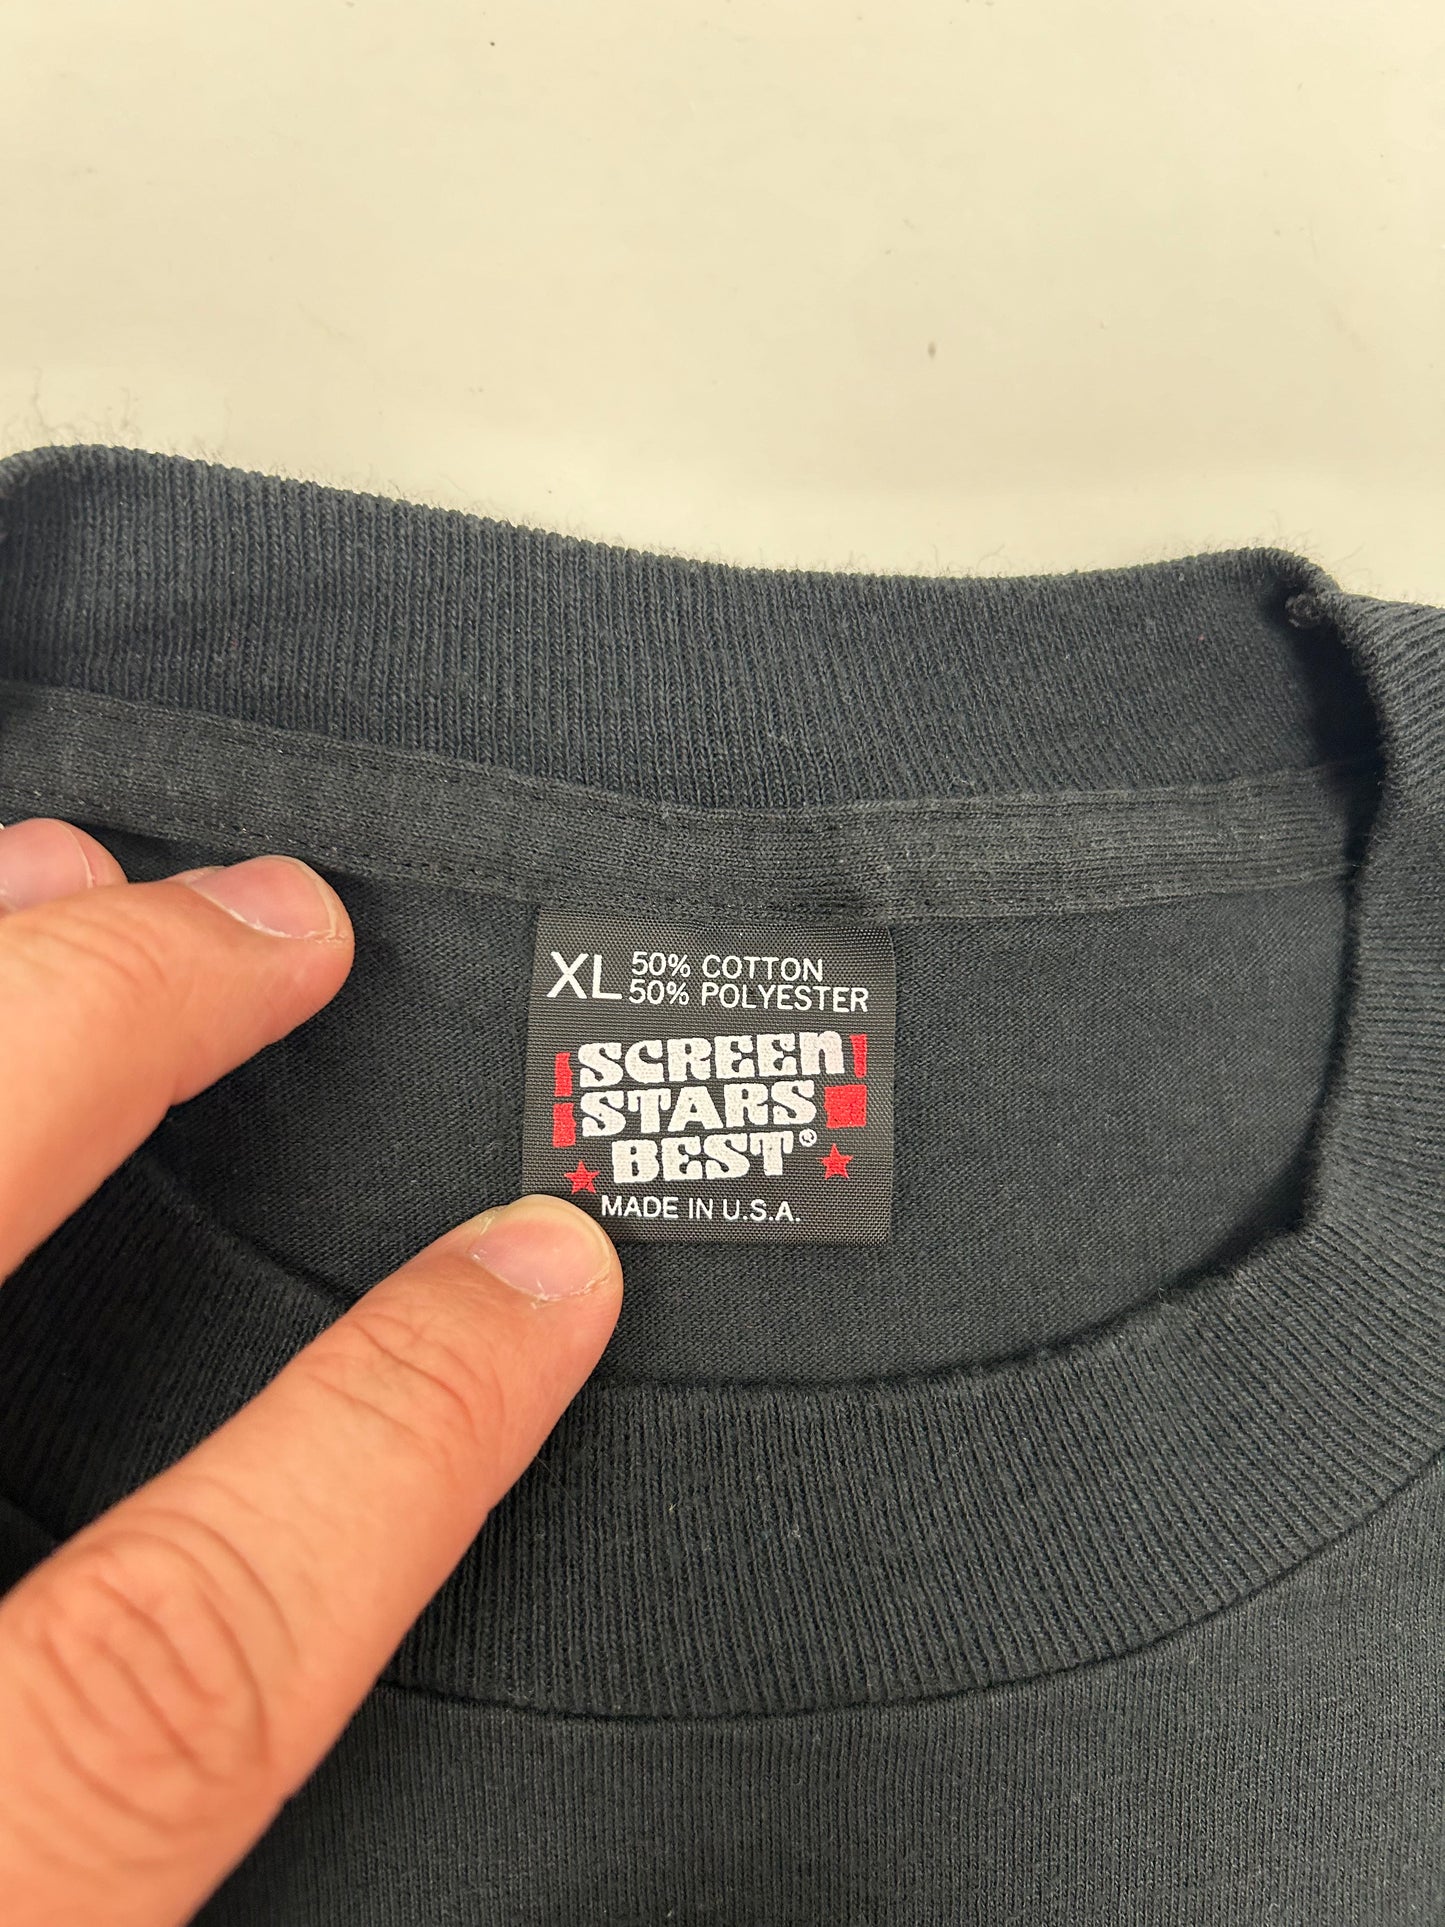 XL 50% COTTON
50% POLYESTER
SCREEN
STARS
BEST®
MADE IN U.S.A.